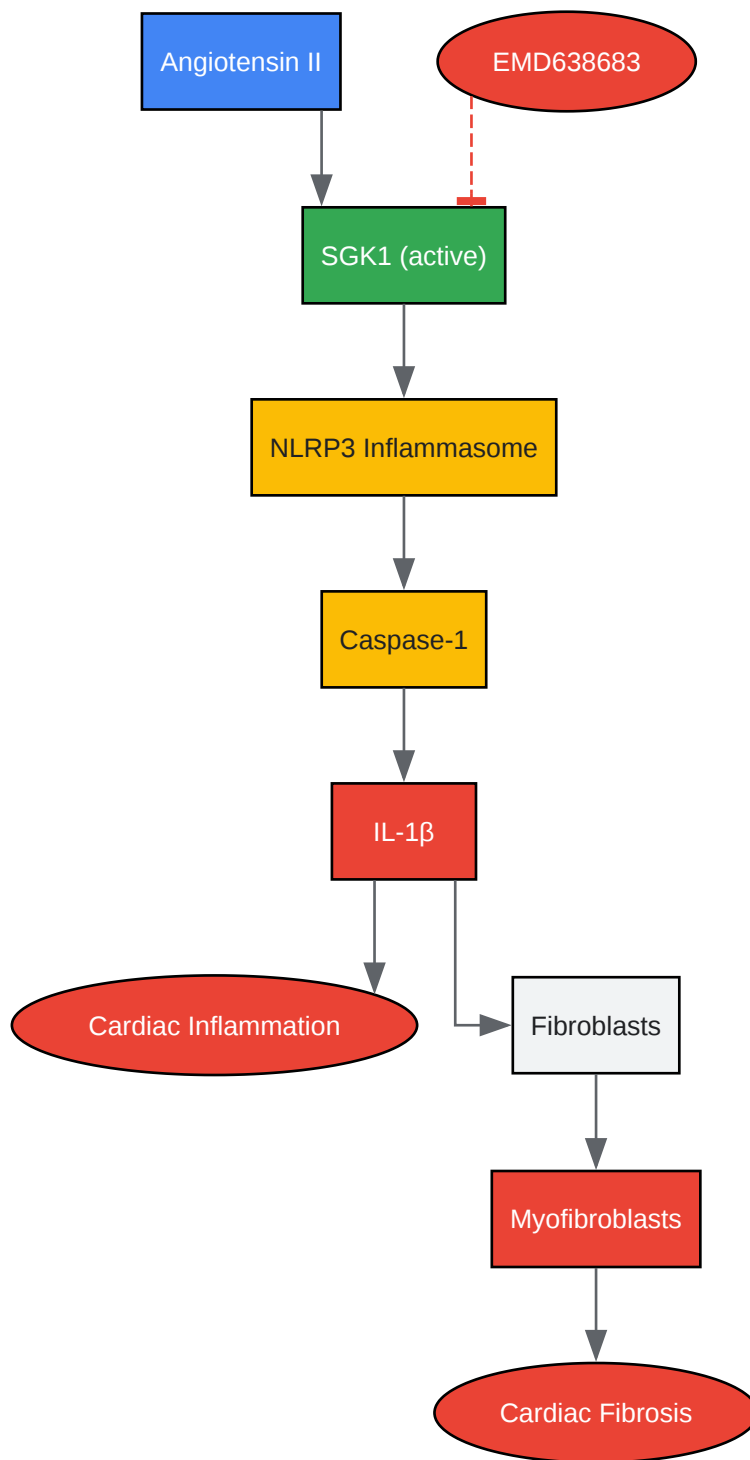 Angiotensin II
EMD638683
SGK1 (active)
NLRP3 Inflammasome
Caspase-1
IL-1β
Cardiac Inflammation
Fibroblasts
Myofibroblasts
Cardiac Fibrosis